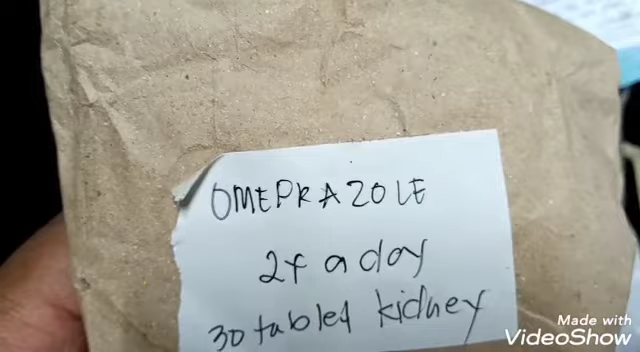 OMEPRAZOLE
2x a day
30 tablet kidney
Made with
VideoShow